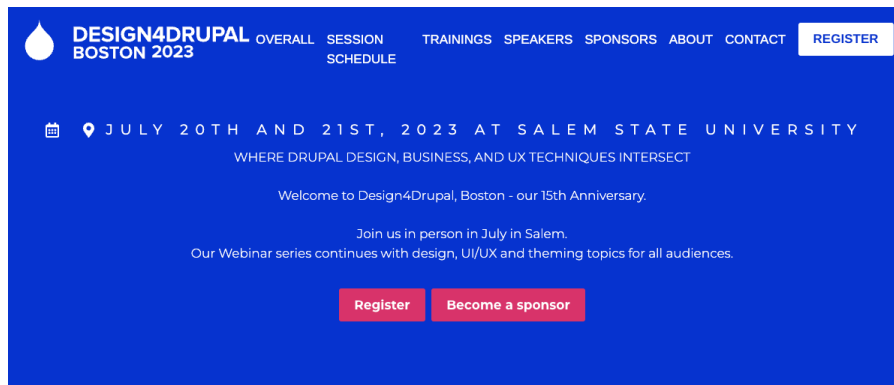 DESIGN4DRUPAL
BOSTON 2023
OVERALL
SESSION
SCHEDULE
TRAININGS
SPEAKERS
SPONSORS
ABOUT
CONTACT
REGISTER
JULY 20TH AND 21ST, 2023 AT SALEM STATE UNIVERSITY
WHERE DRUPAL DESIGN, BUSINESS, AND UX TECHNIQUES INTERSECT
Welcome to Design4Drupal, Boston - our 15th Anniversary.
Join us in person in July in Salem.
Our Webinar series continues with design, UI/UX and theming topics for all audiences.
Register
Become a sponsor